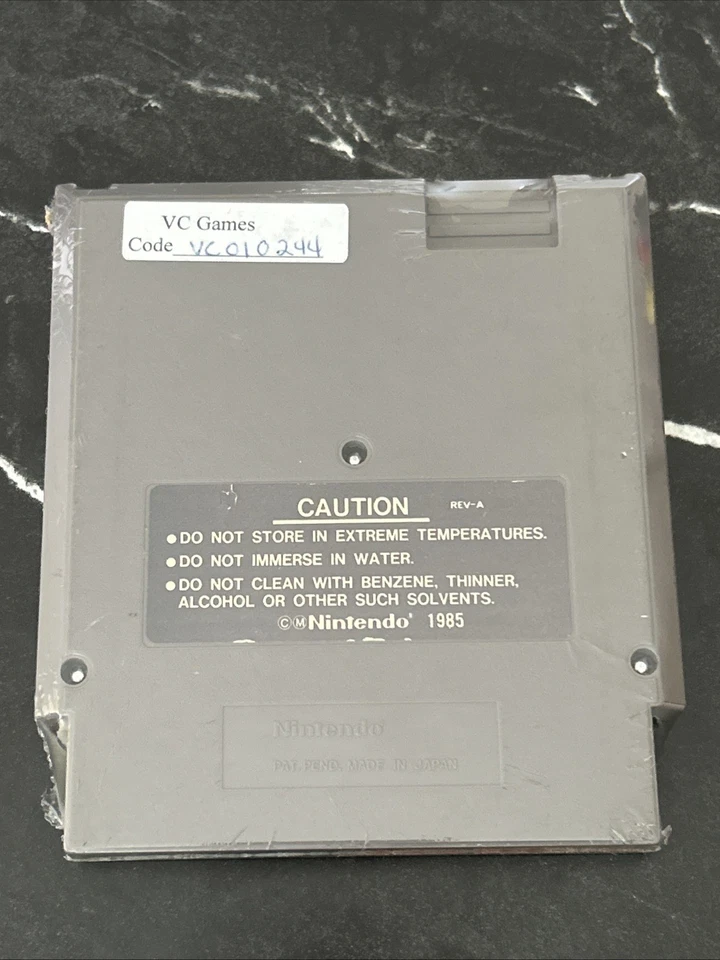 VC Games
Code VC010244
CAUTION REV-A
•DO NOT STORE IN EXTREME TEMPERATURES.
•DO NOT IMMERSE IN WATER.
•DO NOT CLEAN WITH BENZENE, THINNER,
ALCOHOL OR OTHER SUCH SOLVENTS.
©ⓂNintendo® 1985
Nintendo
PAT. PEND. MADE IN JAPAN